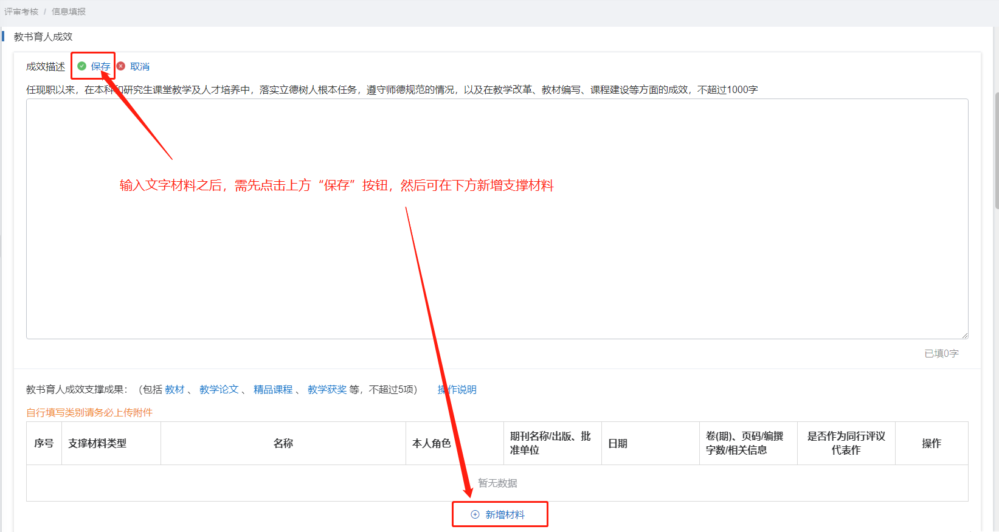 评审考核 / 信息填报
教书育人成效
成效描述 保存 取消
任现职以来，在本科和研究生课堂教学及人才培养中，落实立德树人根本任务，遵守师德规范的情况，以及在教学改革、教材编写、课程建设等方面的成效，不超过1000字
输入文字材料之后，需先点击上方“保存”按钮，然后可在下方新增支撑材料
已填0字
教书育人成效支撑成果：（包括 教材 、 教学论文 、 精品课程 、 教学获奖 等，不超过5项） 操作说明
自行填写类别请务必上传附件
序号 支撑材料类型 名称 本人角色 期刊名称/出版、批准单位 日期 卷(期)、页码/编撰字数/相关信息 是否作为同行评议代表作 操作
暂无数据
新增材料